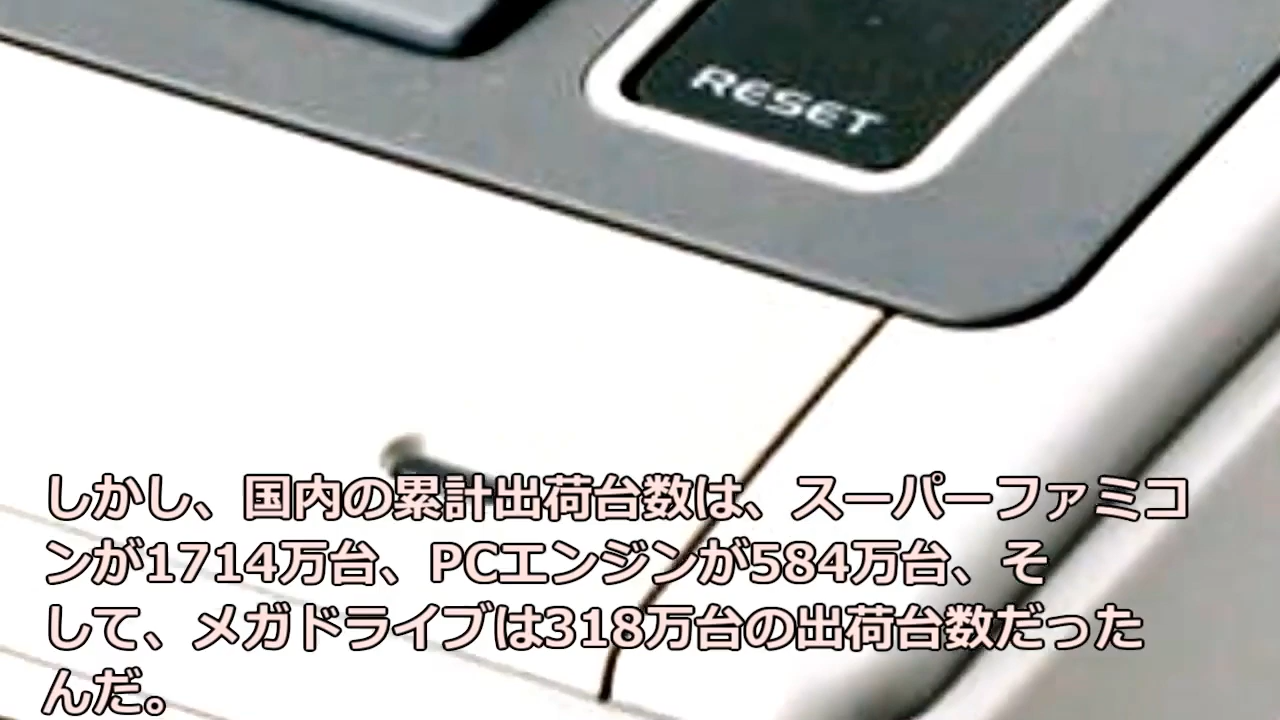 RESET
しかし、国内の累計出荷台数は、スーパーファミコ
ンが1714万台、PCエンジンが584万台、そ
して、メガドライブは318万台の出荷台数だった
んだ。